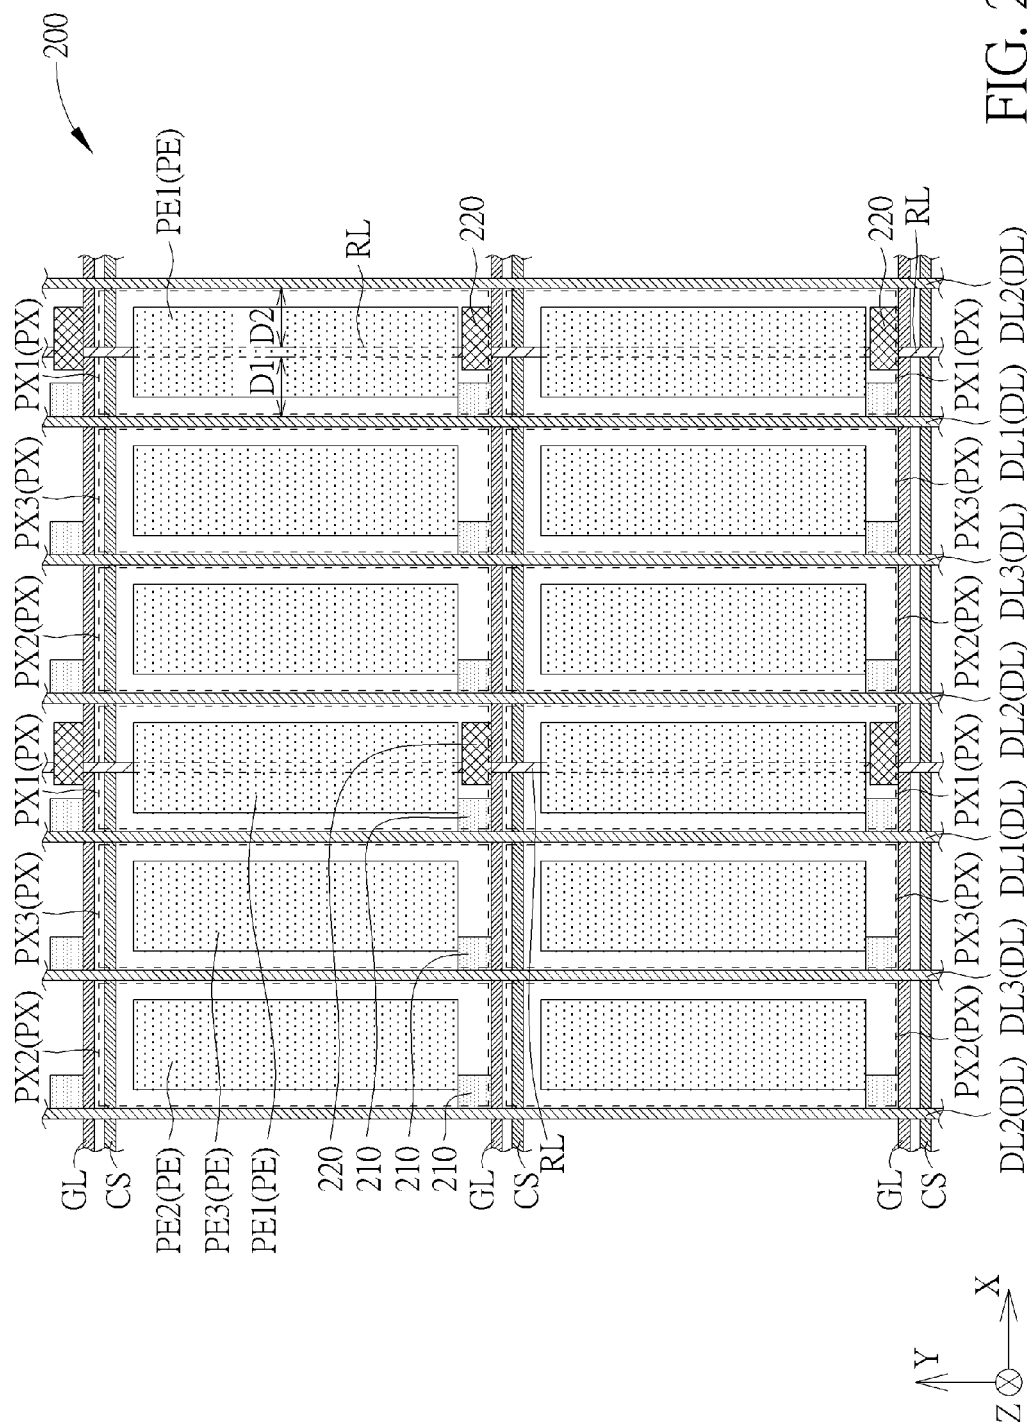 200
PX2(PX) PX3(PX) PX1(PX) PX2(PX) PX3(PX) PX1(PX)
GL
CS
PE2(PE)
PE1(PE)
PE3(PE)
PE1(PE)
D1 D2
220
RL
210
210
210
220
GL
CS
RL
220
GL
RL
CS
PX2(PX) PX3(PX) PX1(PX) PX2(PX) PX3(PX) PX1(PX)
DL2(DL) DL3(DL) DL1(DL) DL2(DL) DL3(DL) DL1(DL) DL2(DL)
Y
X
Z
FIG. 2